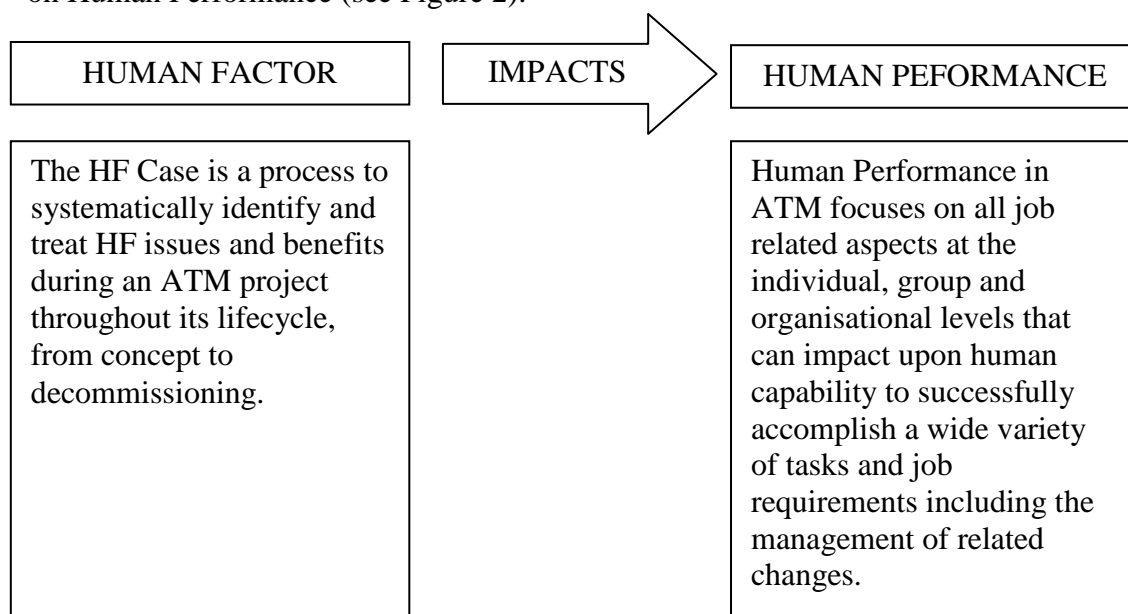 on Human Performance (see Figure 2).
HUMAN FACTOR
IMPACTS
HUMAN PEFORMANCE
The HF Case is a process to
systematically identify and
treat HF issues and benefits
during an ATM project
throughout its lifecycle,
from concept to
decommissioning.
Human Performance in
ATM focuses on all job
related aspects at the
individual, group and
organisational levels that
can impact upon human
capability to successfully
accomplish a wide variety
of tasks and job
requirements including the
management of related
changes.